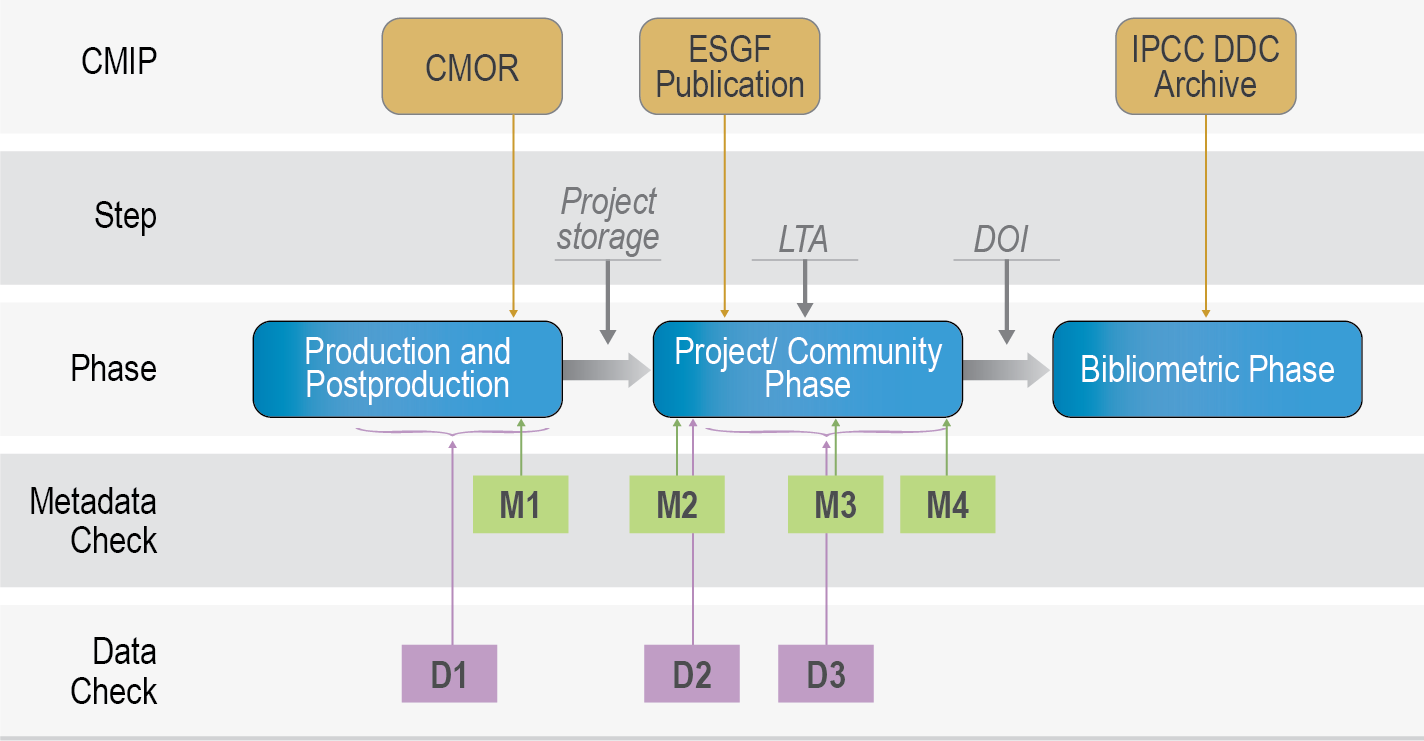 CMIP
CMOR
ESGF
Publication
IPCC DDC
Archive
Step
Project
storage
LTA
DOI
Phase
Production and
Postproduction
Project/ Community
Phase
Bibliometric Phase
Metadata
Check
M1
M2
M3
M4
Data
Check
D1
D2
D3